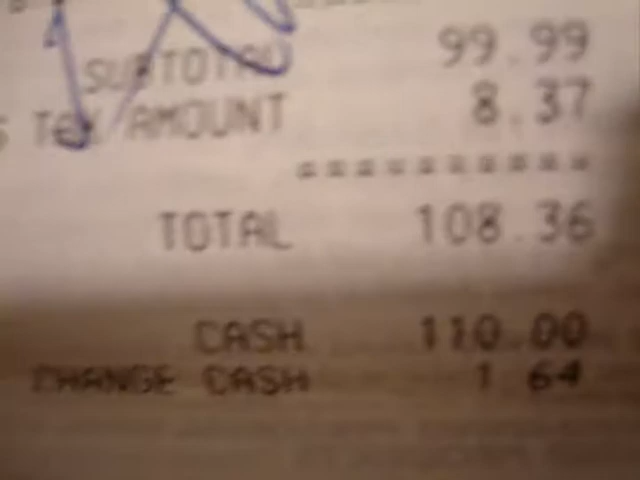 SUBTOTAL 99.99
S TAX AMOUNT 8.37
==========
TOTAL 108.36
CASH 110.00
CHANGE CASH 1.64